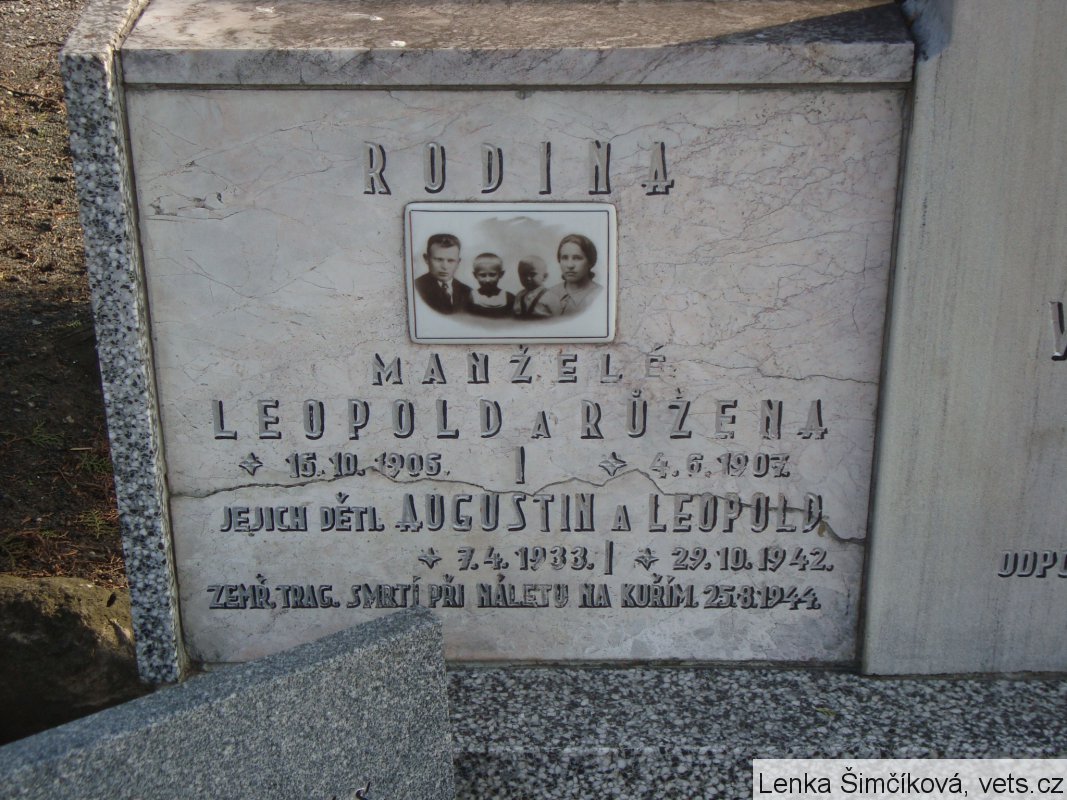 RODINA
MANŽELÉ
LEOPOLD A RŮŽENA
15.10.1905. | 4.6.1907.
JEJICH DĚTI. AUGUSTIN A LEOPOLD
7.4.1933. | 29.10.1942.
ZEMŘ. TRAG. SMRTÍ PŘI NÁLETU NA KUŘIM. 25.8.1944.
Lenka Šimčíková, vets.cz